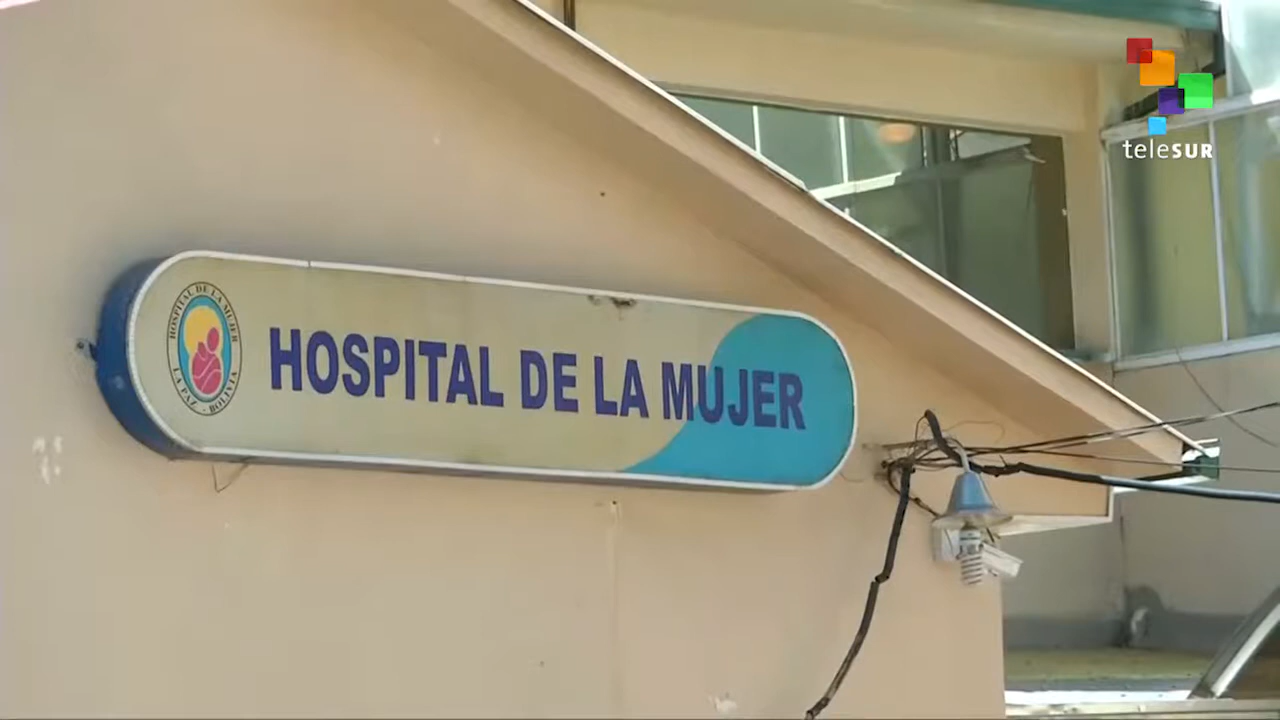 teleSUR
HOSPITAL DE LA MUJER
LA PAZ - BOLIVIA
HOSPITAL DE LA MUJER